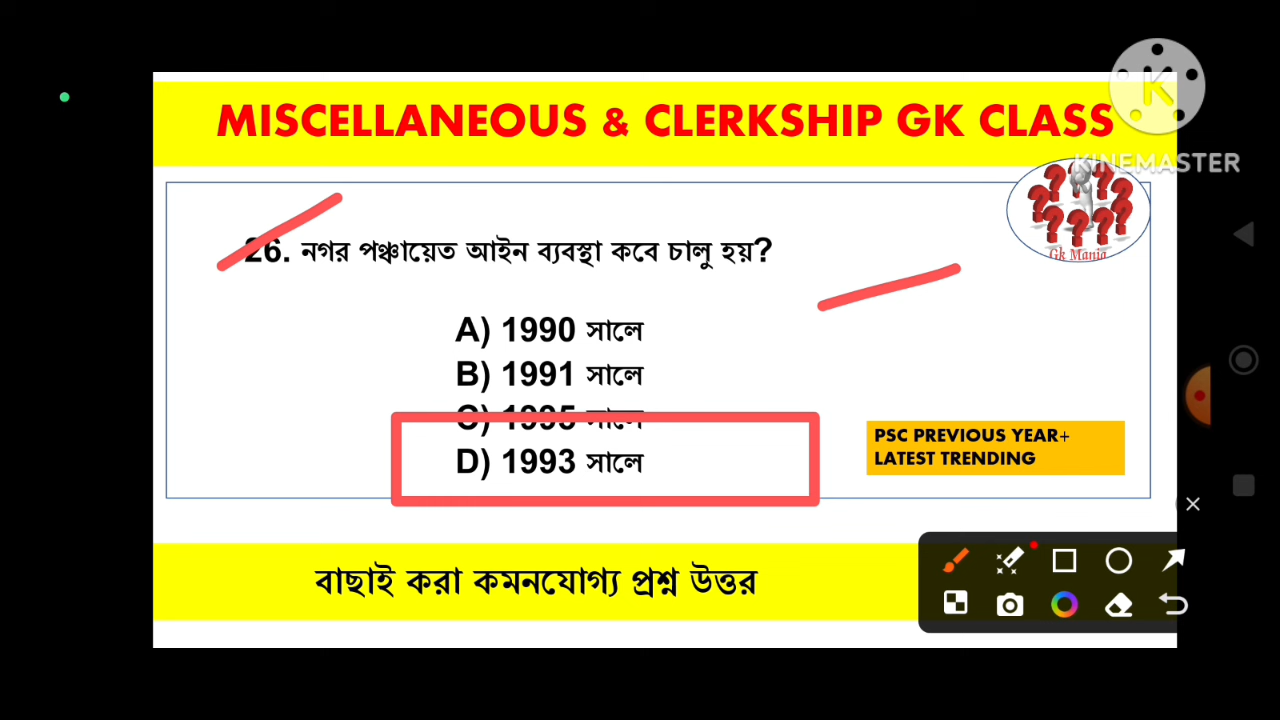 MISCELLANEOUS & CLERKSHIP GK CLASS
K
KINEMASTER
Gk Mania
26. নগর পঞ্চায়েত আইন ব্যবস্থা কবে চালু হয়?
A) 1990 সালে
B) 1991 সালে
C) 1995 সালে
D) 1993 সালে
PSC PREVIOUS YEAR+
LATEST TRENDING
বাছাই করা কমনযোগ্য প্রশ্ন উত্তর